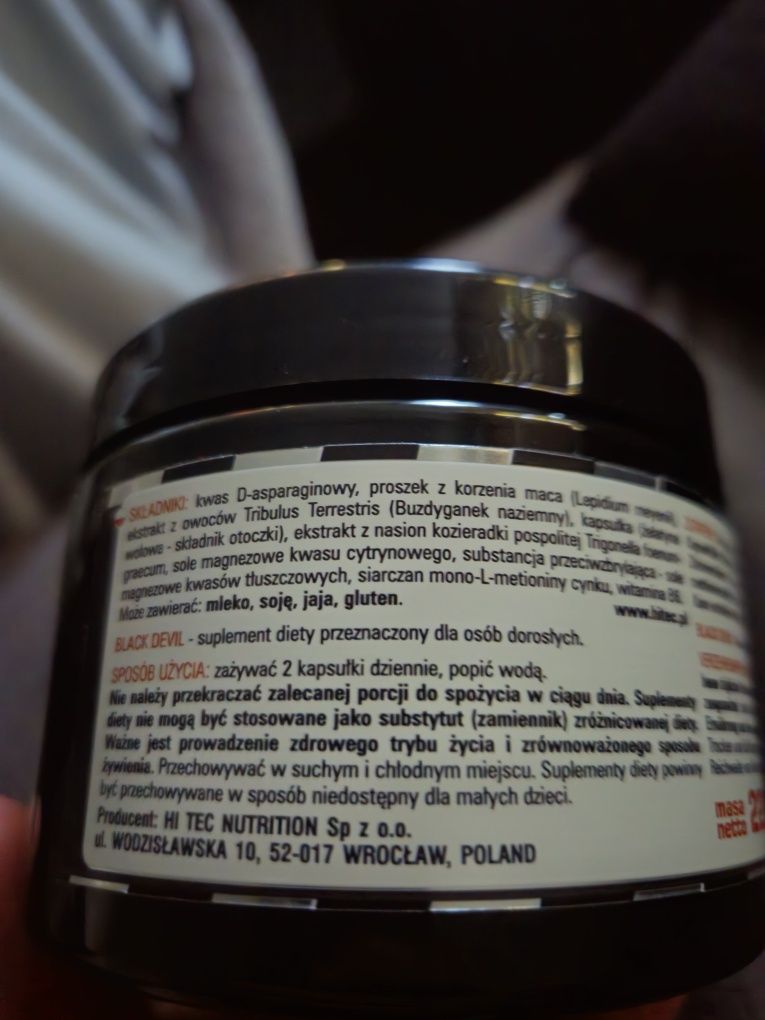 SKŁADNIKI: kwas D-asparaginowy, proszek z korzenia maca (Lepidium meyenii),
ekstrakt z owoców Tribulus Terrestris (Buzdyganek naziemny), kapsułka (żelatyna
wołowa - składnik otoczki), ekstrakt z nasion kozieradki pospolitej Trigonella foenum-
graecum, sole magnezowe kwasu cytrynowego, substancja przeciwzbrylająca - sole
magnezowe kwasów tłuszczowych, siarczan mono-L-metioniny cynku, witamina B6.
Może zawierać: mleko, soję, jaja, gluten.
www.hitec.pl
BLACK DEVIL - suplement diety przeznaczony dla osób dorosłych.
SPOSÓB UŻYCIA: zażywać 2 kapsułki dziennie, popić wodą.
Nie należy przekraczać zalecanej porcji do spożycia w ciągu dnia. Suplementy
diety nie mogą być stosowane jako substytut (zamiennik) zróżnicowanej diety.
Ważne jest prowadzenie zdrowego trybu życia i zrównoważonego sposobu
żywienia. Przechowywać w suchym i chłodnym miejscu. Suplementy diety powinny
być przechowywane w sposób niedostępny dla małych dzieci.
Producent: HI TEC NUTRITION Sp z o.o.
ul. WODZISŁAWSKA 10, 52-017 WROCŁAW, POLAND
masa
netto